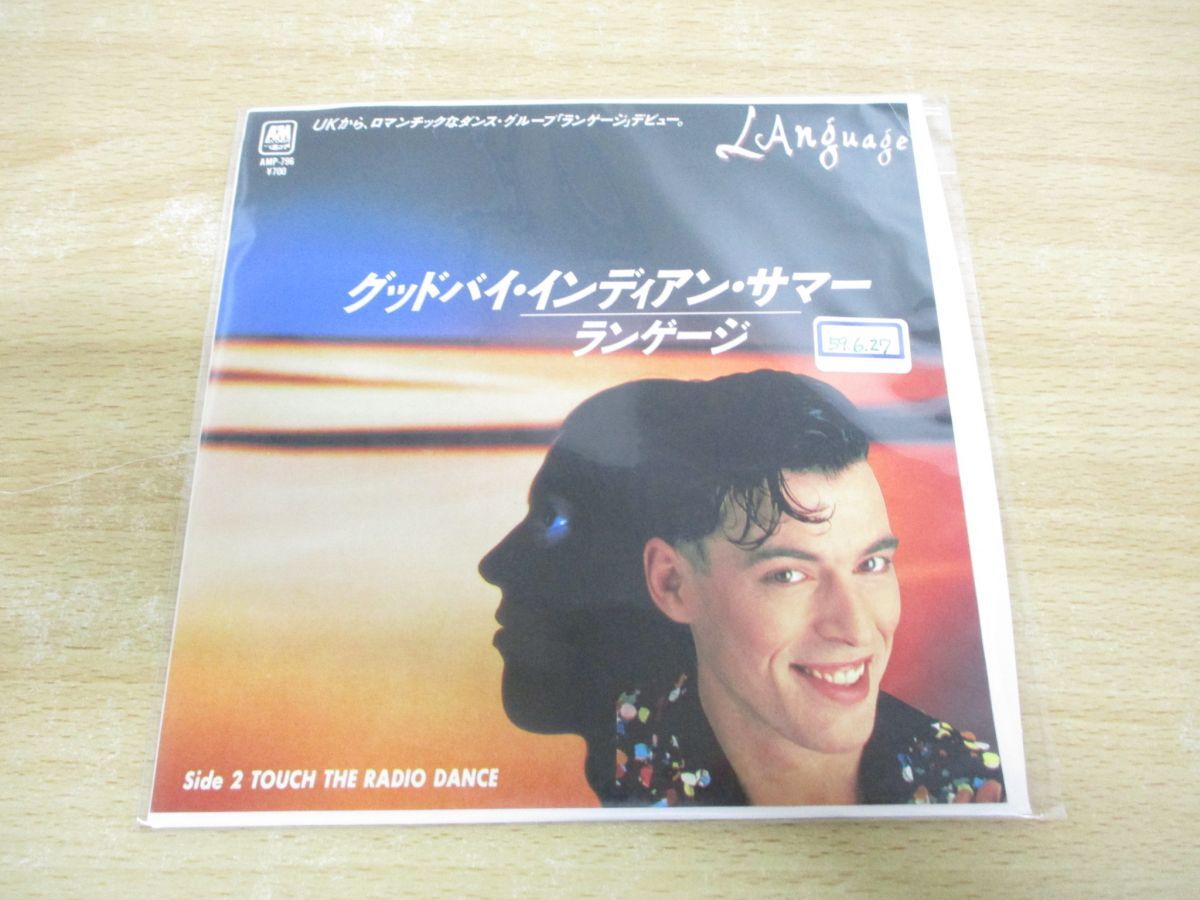 UKから、ロマンチックなダンス・グループ「ランゲージ」デビュー。
LAnguage
A&M
AMP-796
¥700
グッドバイ・インディアン・サマー
ランゲージ
59.6.27
Side 2 TOUCH THE RADIO DANCE